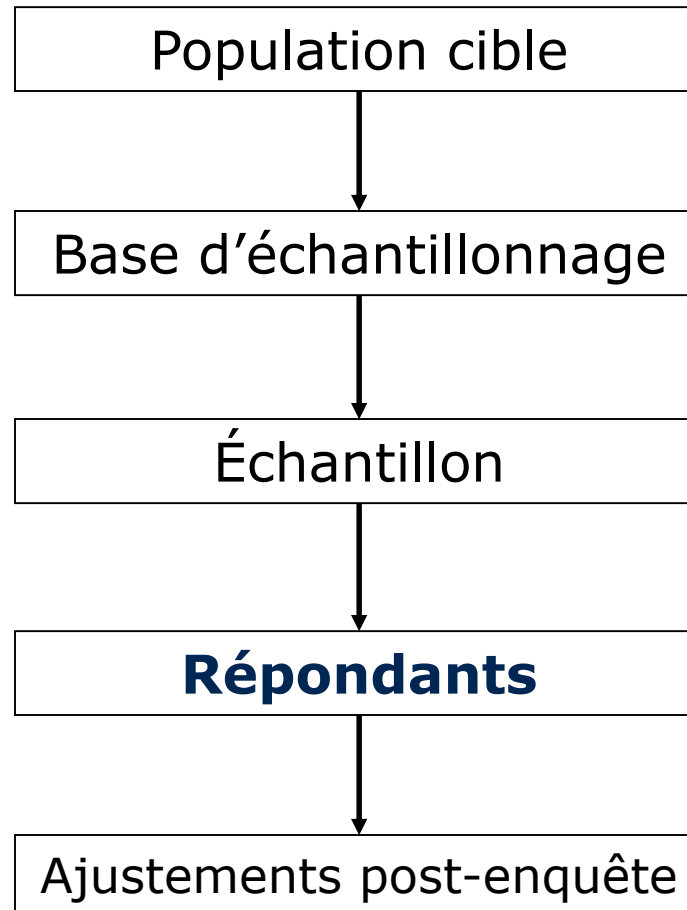 Population cible
Base d’échantillonnage
Échantillon
Répondants
Ajustements post-enquête